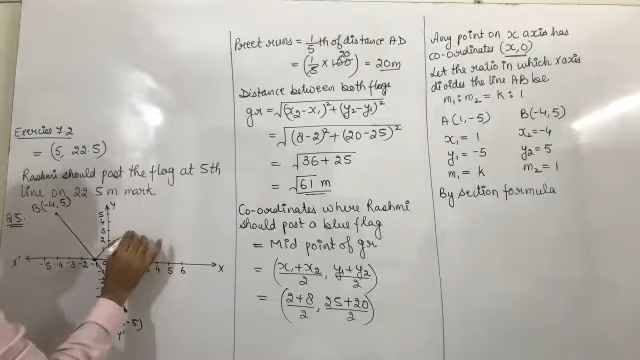 Exercise 7.2
= (5, 22.5)
Rashmi should post the flag at 5th
line on 22.5 m mark
Q5.
B(-4,5)
Y
5
4
3
2
X' -5 -4 -3 -2 4 5 6 X
-5)
Y'
Preet runs = 1/5 th of distance AD
= (1/5 × 100) = 20m
20
Distance between both flags
gr = √(x₂-x₁)² + (y₂-y₁)²
= √(8-2)² + (20-25)²
= √36+25
= √61 m
Co-ordinates where Rashmi
should post a blue flag
= Mid point of gr
= (x₁+x₂/2, y₁+y₂/2)
= (2+8/2, 25+20/2)
Any point on x axis has
co-ordinates (x,0)
Let the ratio in which x axis
divides the line AB be
m₁:m₂ = k:1
A(1,-5) B(-4,5)
x₁ = 1 x₂ = -4
y₁ = -5 y₂ = 5
m₁ = k m₂ = 1
By section formula